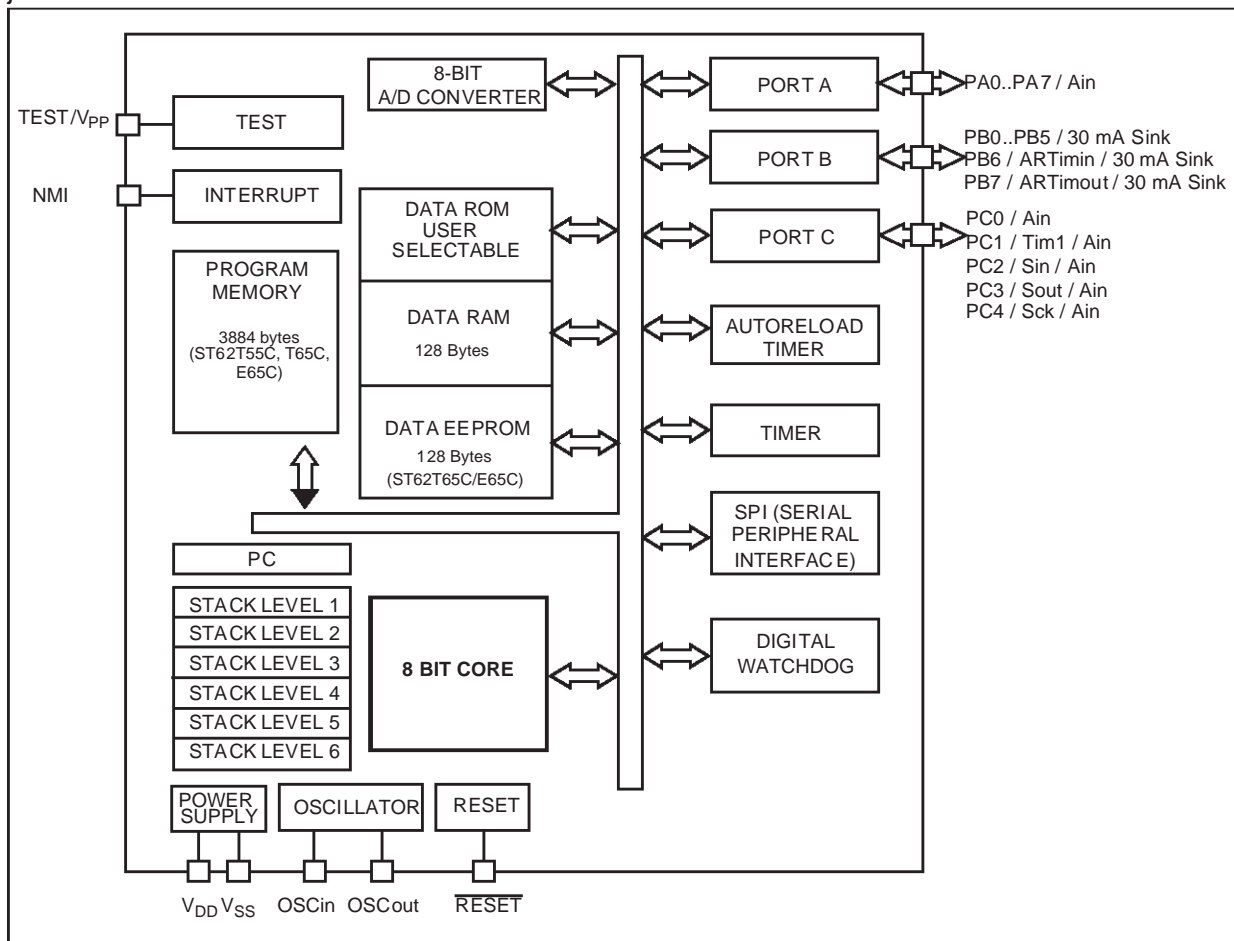 8-BIT
A/D CONVERTER
PORT A
PA0..PA7 / Ain
TEST/VPP
TEST
PORT B
PB0..PB5 / 30 mA Sink
PB6 / ARTimin / 30 mA Sink
PB7 / ARTimout / 30 mA Sink
NMI
INTERRUPT
DATA ROM
USER
SELECTABLE
PORT C
PC0 / Ain
PC1 / Tim1 / Ain
PC2 / Sin / Ain
PC3 / Sout / Ain
PC4 / Sck / Ain
PROGRAM
MEMORY
3884 bytes
(ST62T55C, T65C,
E65C)
DATA RAM
128 Bytes
AUTORELOAD
TIMER
DATA EEPROM
128 Bytes
(ST62T65C/E65C)
TIMER
SPI (SERIAL
PERIPHERAL
INTERFACE)
PC
STACK LEVEL 1
STACK LEVEL 2
STACK LEVEL 3
STACK LEVEL 4
STACK LEVEL 5
STACK LEVEL 6
8 BIT CORE
DIGITAL
WATCHDOG
POWER
SUPPLY
OSCILLATOR
RESET
VDD VSS
OSCin OSCout
RESET